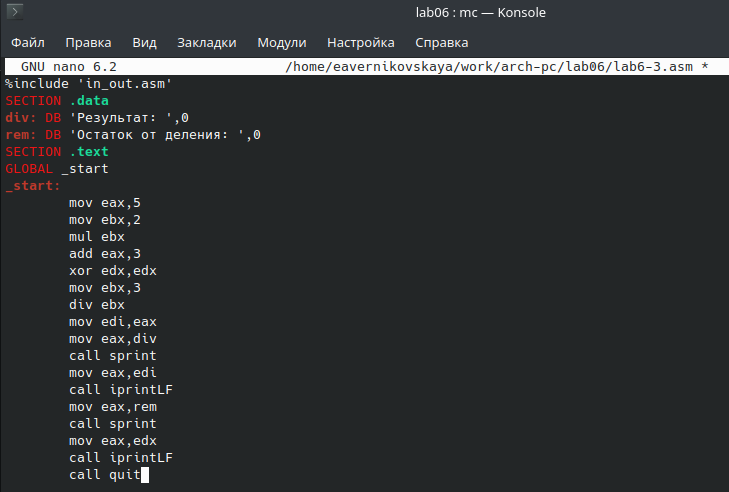 lab06 : mc — Konsole
Файл Правка Вид Закладки Модули Настройка Справка
GNU nano 6.2 /home/eavernikovskaya/work/arch-pc/lab06/lab6-3.asm *
%include 'in_out.asm'
SECTION .data
div: DB 'Результат: ',0
rem: DB 'Остаток от деления: ',0
SECTION .text
GLOBAL _start
_start:
mov eax,5
mov ebx,2
mul ebx
add eax,3
xor edx,edx
mov ebx,3
div ebx
mov edi,eax
mov eax,div
call sprint
mov eax,edi
call iprintLF
mov eax,rem
call sprint
mov eax,edx
call iprintLF
call quit